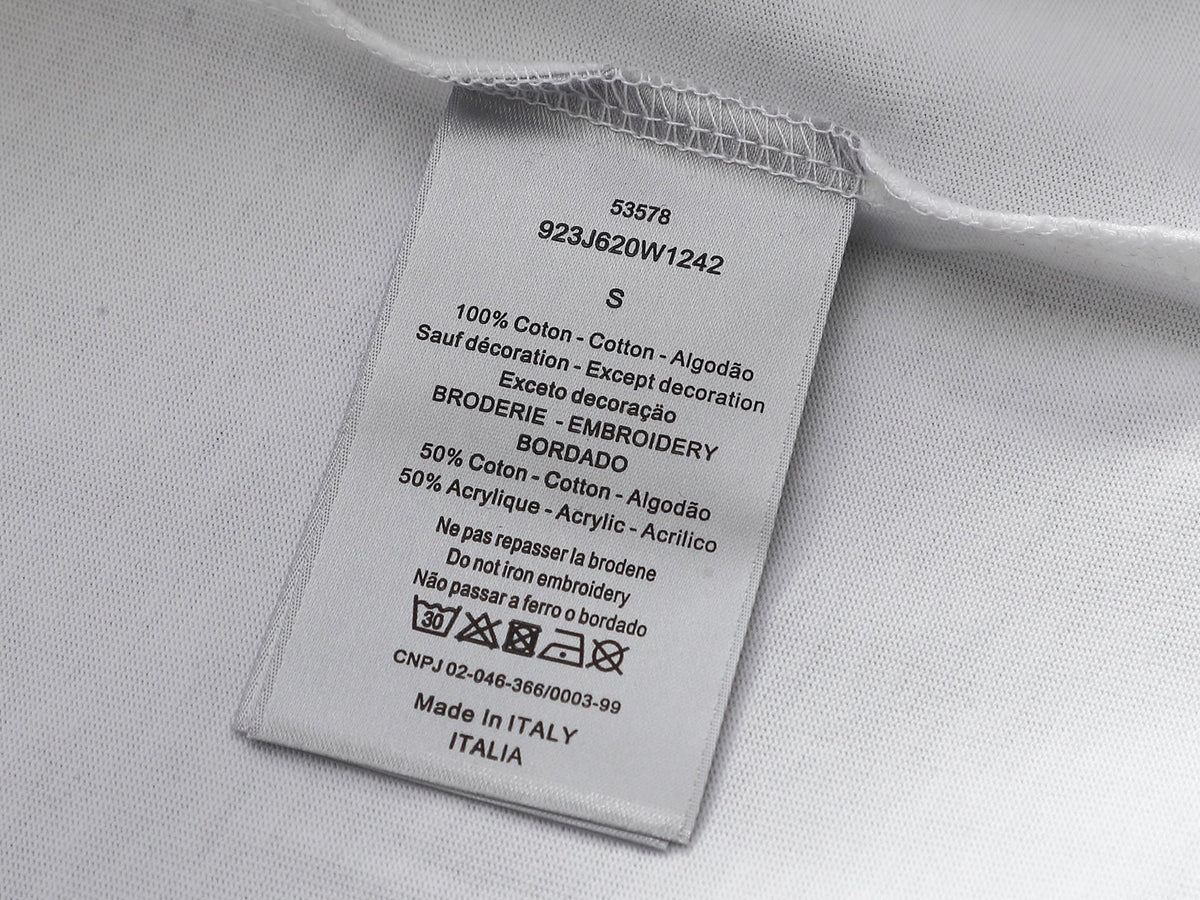 53578
923J620W1242
S
100% Coton - Cotton - Algodão
Sauf décoration - Except decoration
Exceto decoração
BRODERIE - EMBROIDERY
BORDADO
50% Coton - Cotton - Algodão
50% Acrylique - Acrylic - Acrilico
Ne pas repasser la brodene
Do not iron embroidery
Não passar a ferro o bordado
30
CNPJ 02-046-366/0003-99
Made In ITALY
ITALIA